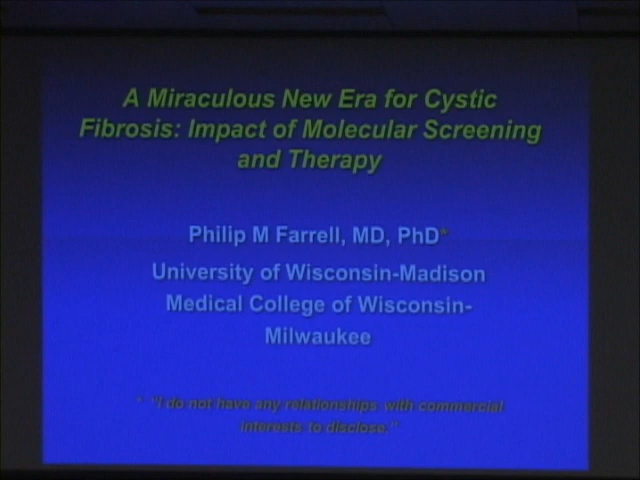 A Miraculous New Era for Cystic
Fibrosis: Impact of Molecular Screening
and Therapy
Philip M Farrell, MD, PhD*
University of Wisconsin-Madison
Medical College of Wisconsin-
Milwaukee
* "I do not have any relationships with commercial
interests to disclose."